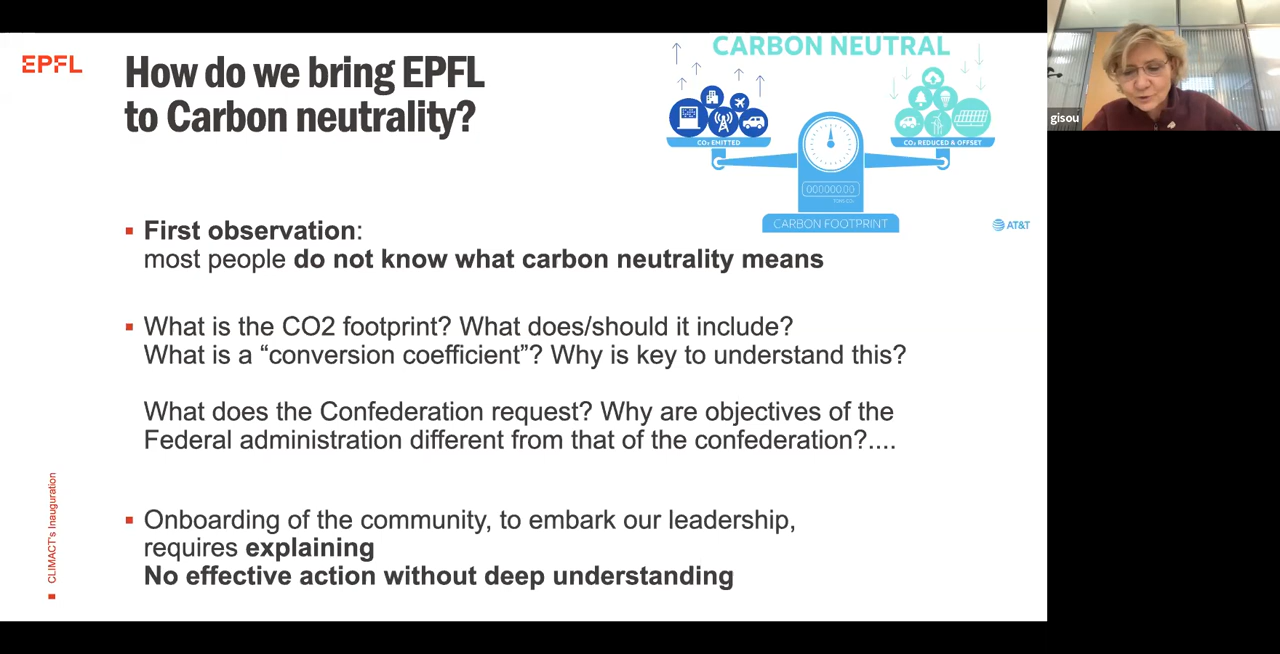 EPFL
How do we bring EPFL
to Carbon neutrality?
CARBON NEUTRAL
CO₂ EMITTED
CO₂ REDUCED & OFFSET
00000000
CARBON FOOTPRINT
AT&T
gisou
▪ First observation:
most people do not know what carbon neutrality means
▪ What is the CO2 footprint? What does/should it include?
What is a “conversion coefficient”? Why is key to understand this?
What does the Confederation request? Why are objectives of the
Federal administration different from that of the confederation?....
▪ Onboarding of the community, to embark our leadership,
requires explaining
No effective action without deep understanding
CLIMACT's Inauguration